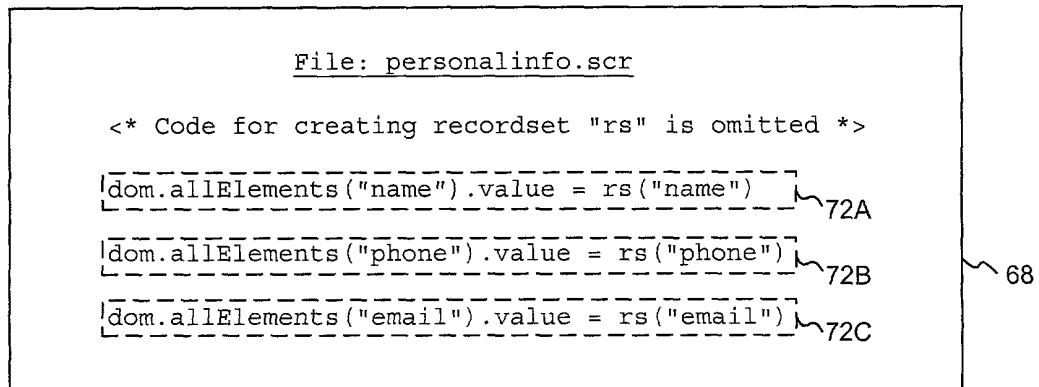 File: personalinfo.scr
<* Code for creating recordset "rs" is omitted *>
dom.allElements("name").value = rs("name")
72A
dom.allElements("phone").value = rs("phone")
72B
68
dom.allElements("email").value = rs("email")
72C